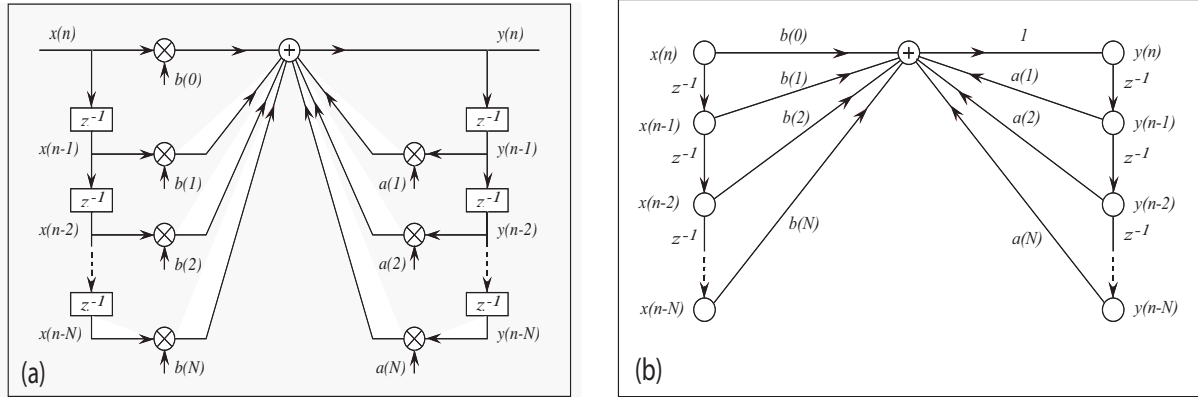 x(n)
y(n)
b(0)
z-1
x(n-1)
y(n-1)
b(1)
a(1)
z-1
z-1
x(n-2)
y(n-2)
b(2)
a(2)
z-1
z-1
x(n-N)
y(n-N)
b(N)
a(N)
z-1
(a)
+
b(0)
1
x(n)
+
y(n)
z-1
b(1)
a(1)
z-1
x(n-1)
b(2)
a(2)
y(n-1)
z-1
z-1
x(n-2)
y(n-2)
z-1
b(N)
a(N)
z-1
x(n-N)
y(n-N)
(b)